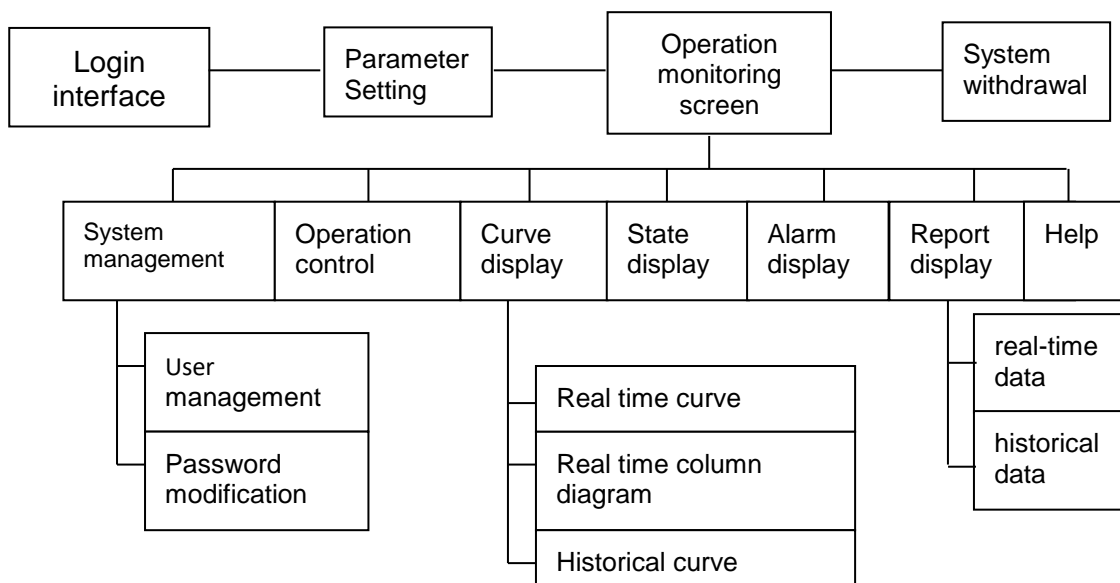 Login
interface
Parameter
Setting
Operation
monitoring
screen
System
withdrawal
System
management
Operation
control
Curve
display
State
display
Alarm
display
Report
display
Help
User
management
Password
modification
Real time curve
Real time column
diagram
Historical curve
real-time
data
historical
data